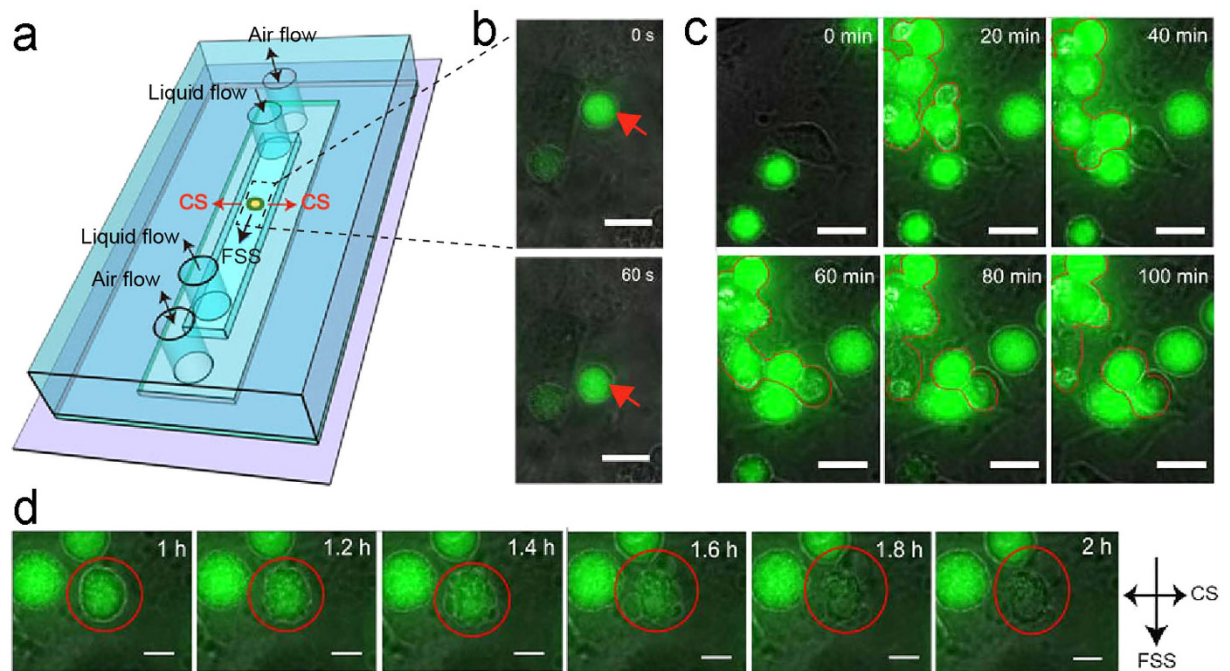 a
Air flow
Liquid flow
CS
CS
FSS
Liquid flow
Air flow
b
0 s
60 s
c
0 min
20 min
40 min
60 min
80 min
100 min
d
1 h
1.2 h
1.4 h
1.6 h
1.8 h
2 h
CS
FSS